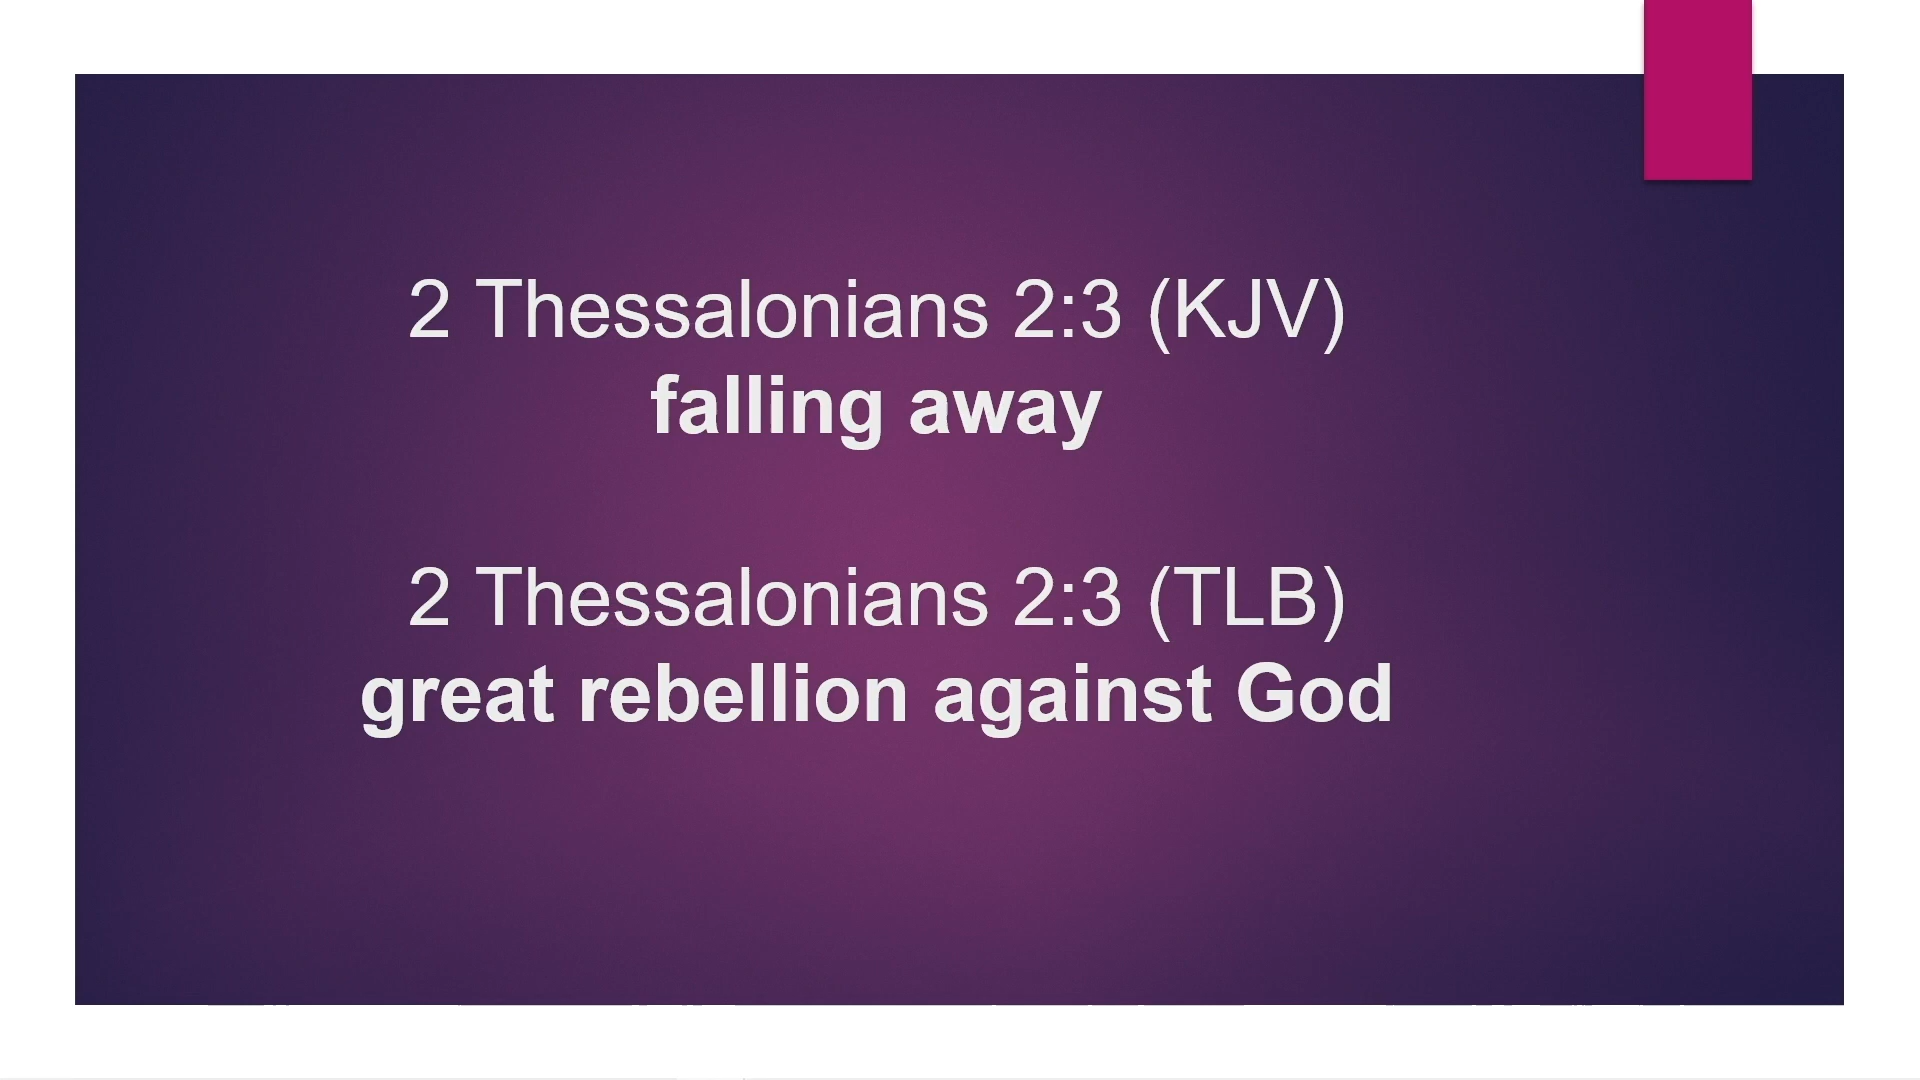 2 Thessalonians 2:3 (KJV)
falling away
2 Thessalonians 2:3 (TLB)
great rebellion against God